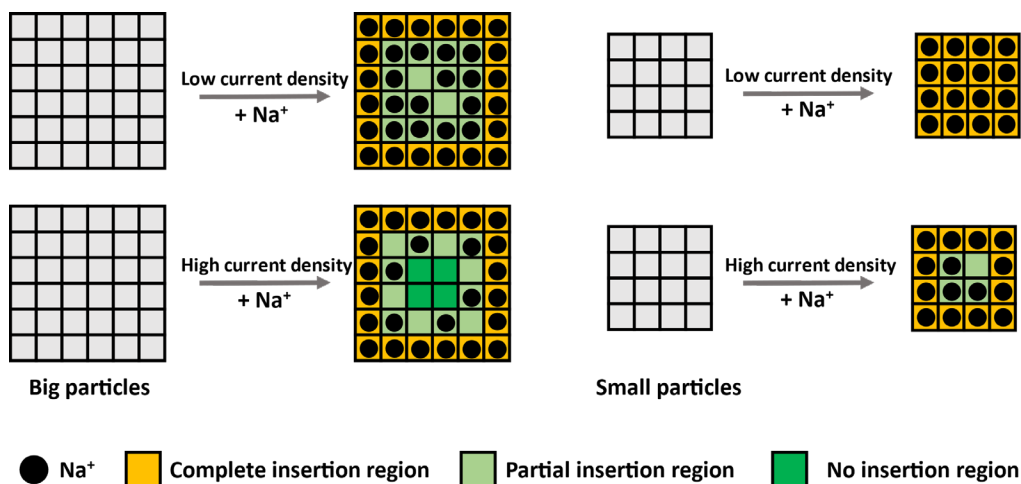 Low current density
+ Na⁺
Low current density
+ Na⁺
High current density
+ Na⁺
High current density
+ Na⁺
Big particles
Small particles
Na⁺
Complete insertion region
Partial insertion region
No insertion region